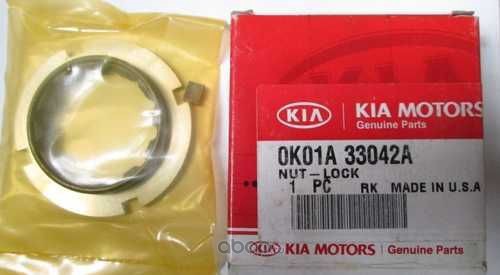 KIA
KIA KIA MOTORS
Genuine Parts
0K01A 33042A
NUT-LOCK
1 PC RK MADE IN U.S.A
KIA KIA MOTORS
Genuine Parts